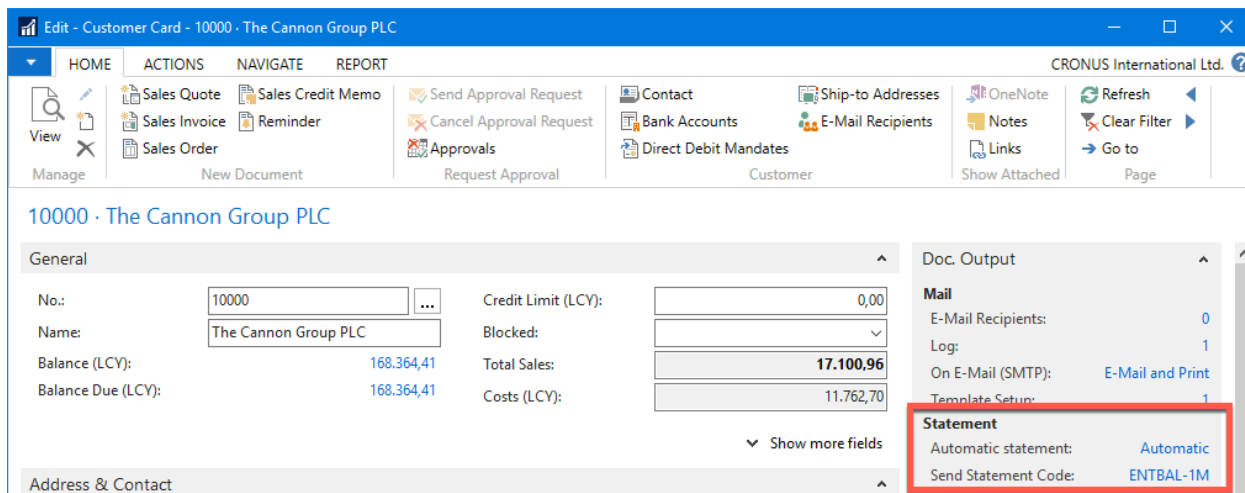 Edit - Customer Card - 10000 · The Cannon Group PLC
HOME ACTIONS NAVIGATE REPORT CRONUS International Ltd.
View
Manage
Sales Quote Sales Credit Memo
Sales Invoice Reminder
Sales Order
New Document
Send Approval Request
Cancel Approval Request
Approvals
Request Approval
Contact Ship-to Addresses
Bank Accounts E-Mail Recipients
Direct Debit Mandates
Customer
OneNote
Notes
Links
Show Attached
Refresh
Clear Filter
Go to
Page
10000 · The Cannon Group PLC
General
No.: 10000 ...
Name: The Cannon Group PLC
Balance (LCY): 168.364,41
Balance Due (LCY): 168.364,41
Credit Limit (LCY): 0,00
Blocked:
Total Sales: 17.100,96
Costs (LCY): 11.762,70
Show more fields
Address & Contact
Doc. Output
Mail
E-Mail Recipients: 0
Log: 1
On E-Mail (SMTP): E-Mail and Print
Template Setup: 1
Statement
Automatic statement: Automatic
Send Statement Code: ENTBAL-1M